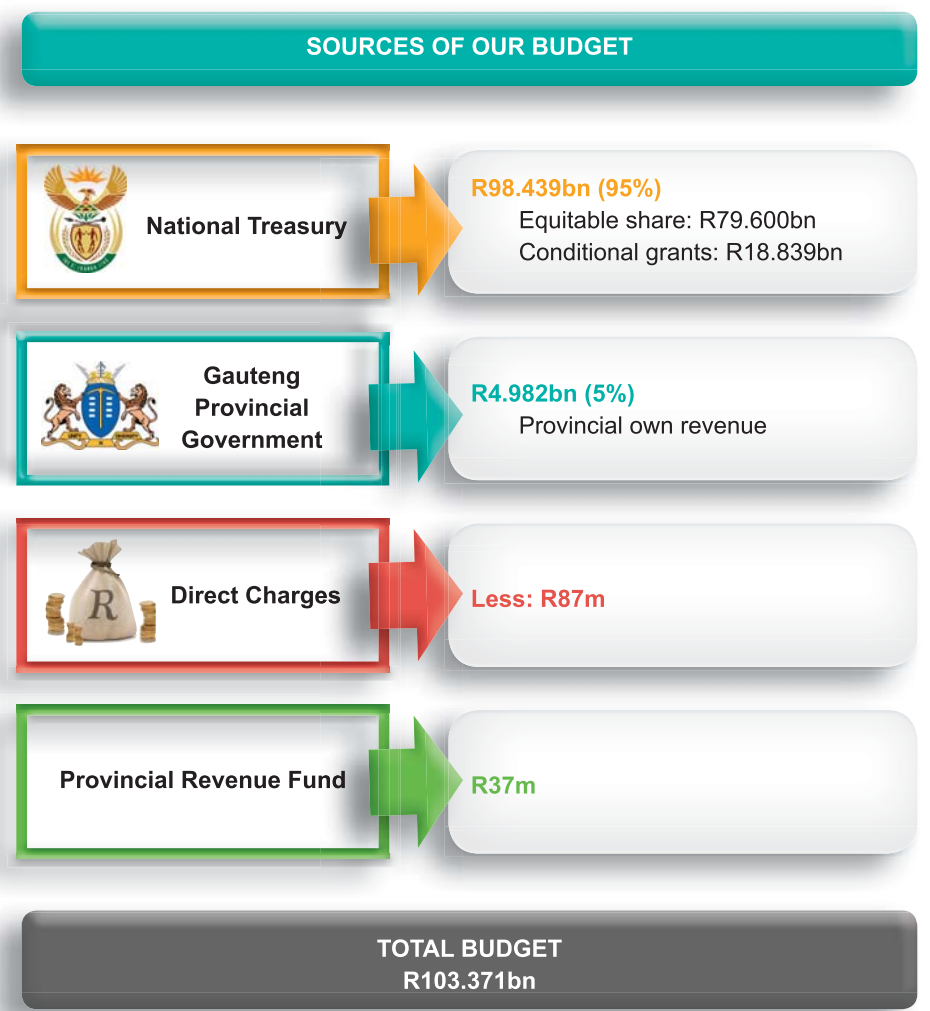 SOURCES OF OUR BUDGET
National Treasury
R98.439bn (95%)
Equitable share: R79.600bn
Conditional grants: R18.839bn
Gauteng
Provincial
Government
R4.982bn (5%)
Provincial own revenue
R
Direct Charges
Less: R87m
Provincial Revenue Fund
R37m
TOTAL BUDGET
R103.371bn